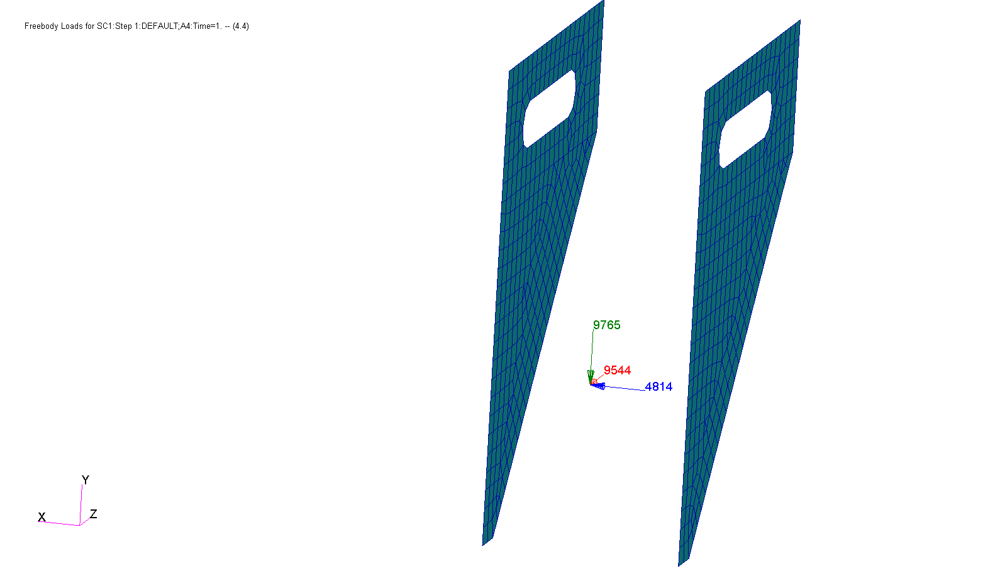 Freebody Loads for SC1:Step 1:DEFAULT;A4:Time=1. -- (4.4)
9765
9544
4814
Y
X
Z